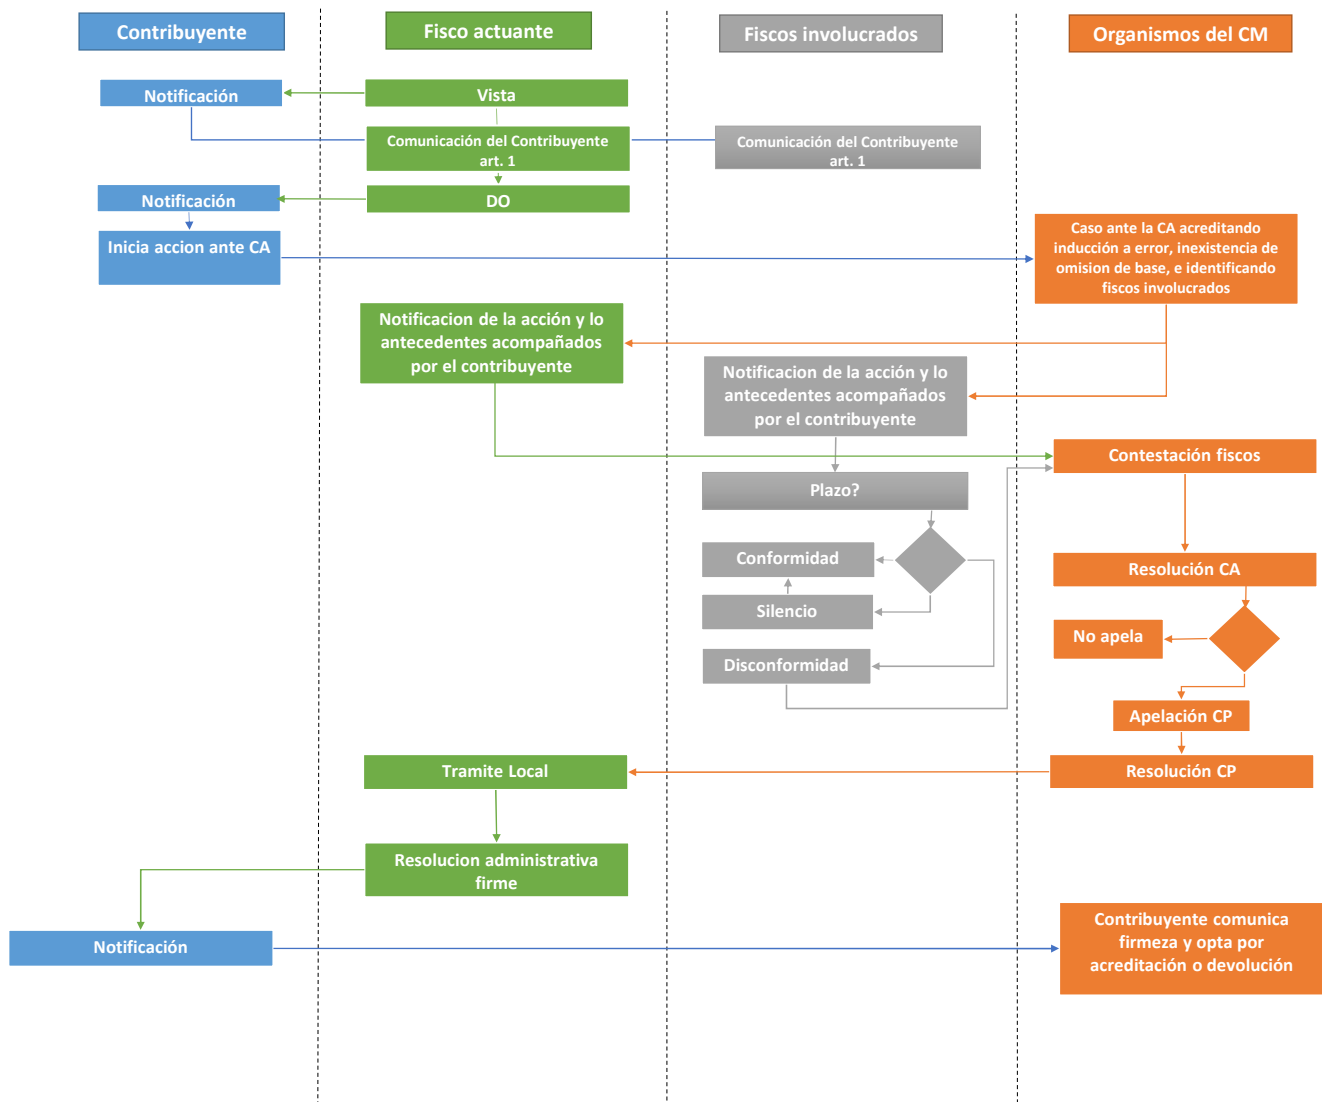 Contribuyente
Fisco actuante
Fiscos involucrados
Organismos del CM
Notificación
Vista
Comunicación del Contribuyente
art. 1
Comunicación del Contribuyente
art. 1
Notificación
DO
Inicia accion ante CA
Caso ante la CA acreditando
inducción a error, inexistencia de
omision de base, e identificando
fiscos involucrados
Notificacion de la acción y lo
antecedentes acompañados
por el contribuyente
Notificacion de la acción y lo
antecedentes acompañados
por el contribuyente
Contestación fiscos
Plazo?
Conformidad
Resolución CA
Silencio
No apela
Disconformidad
Apelación CP
Tramite Local
Resolución CP
Resolucion administrativa
firme
Notificación
Contribuyente comunica
firmeza y opta por
acreditación o devolución